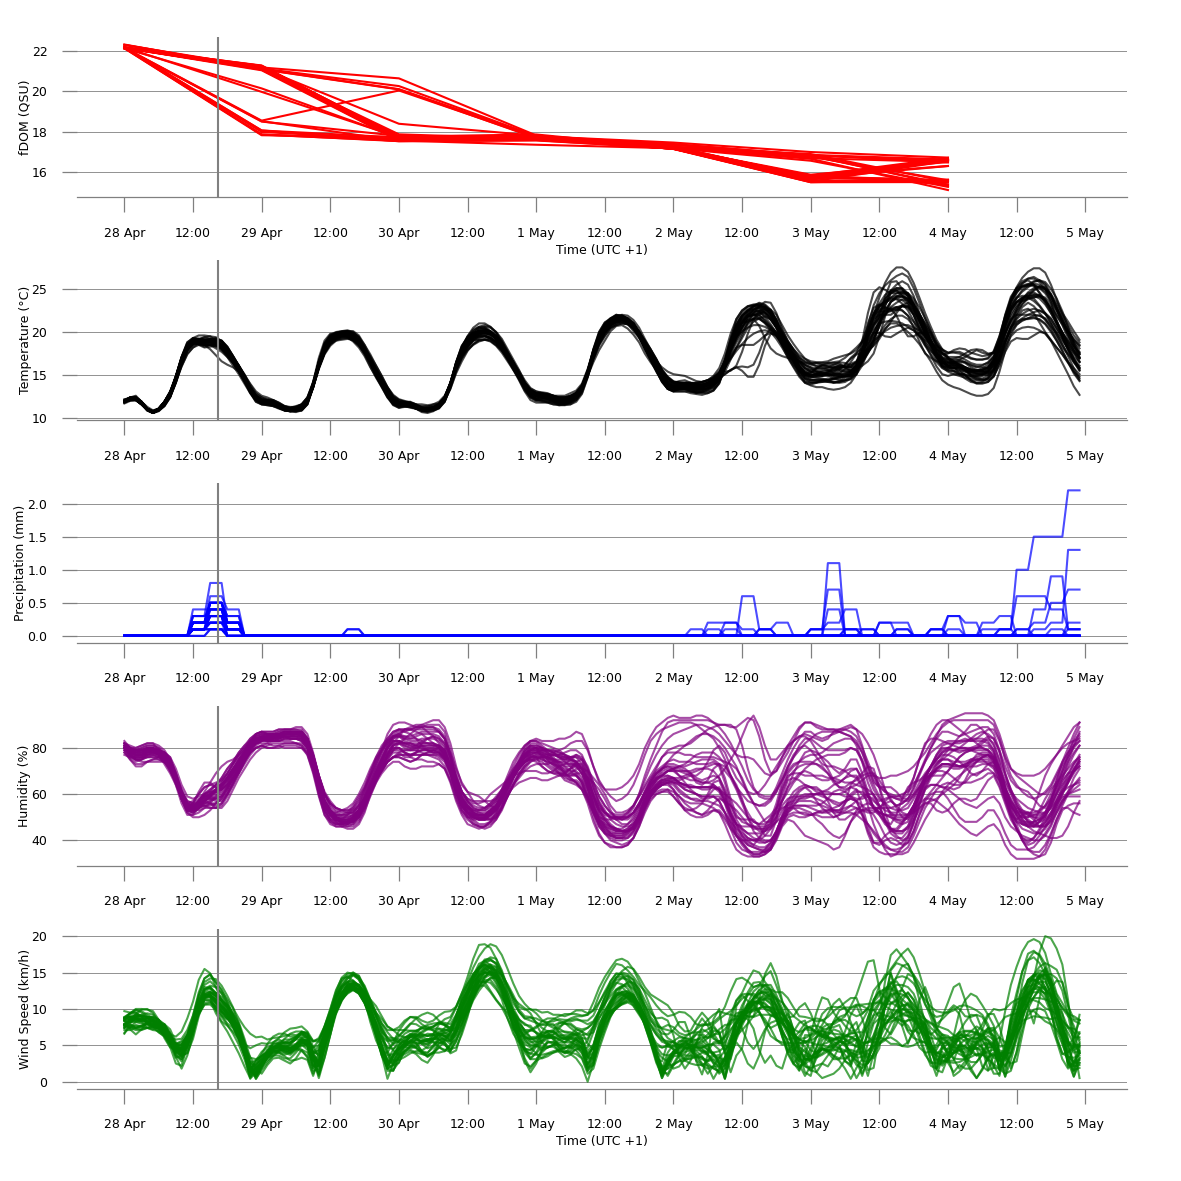 fDOM (QSU)
22
20
18
16
28 Apr 12:00 29 Apr 12:00 30 Apr 12:00 1 May 12:00 2 May 12:00 3 May 12:00 4 May 12:00 5 May
Time (UTC +1)
Temperature (°C)
25
20
15
10
28 Apr 12:00 29 Apr 12:00 30 Apr 12:00 1 May 12:00 2 May 12:00 3 May 12:00 4 May 12:00 5 May
Precipitation (mm)
2.0
1.5
1.0
0.5
0.0
28 Apr 12:00 29 Apr 12:00 30 Apr 12:00 1 May 12:00 2 May 12:00 3 May 12:00 4 May 12:00 5 May
Humidity (%)
80
60
40
28 Apr 12:00 29 Apr 12:00 30 Apr 12:00 1 May 12:00 2 May 12:00 3 May 12:00 4 May 12:00 5 May
Wind Speed (km/h)
20
15
10
5
0
28 Apr 12:00 29 Apr 12:00 30 Apr 12:00 1 May 12:00 2 May 12:00 3 May 12:00 4 May 12:00 5 May
Time (UTC +1)